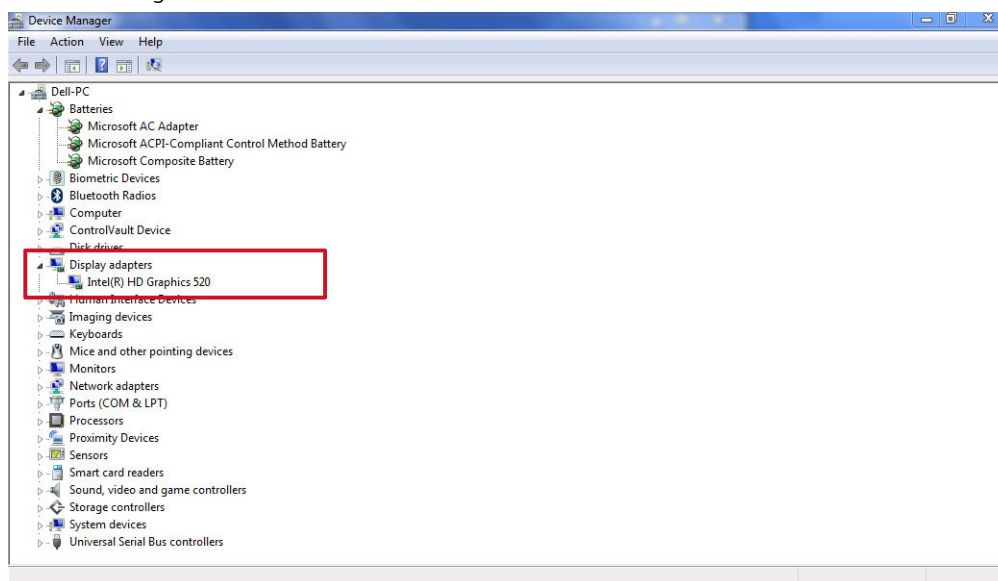 Device Manager
File Action View Help
Dell-PC
Batteries
Microsoft AC Adapter
Microsoft ACPI-Compliant Control Method Battery
Microsoft Composite Battery
Biometric Devices
Bluetooth Radios
Computer
ControlVault Device
Disk drives
Display adapters
Intel(R) HD Graphics 520
Human Interface Devices
Imaging devices
Keyboards
Mice and other pointing devices
Monitors
Network adapters
Ports (COM & LPT)
Processors
Proximity Devices
Sensors
Smart card readers
Sound, video and game controllers
Storage controllers
System devices
Universal Serial Bus controllers